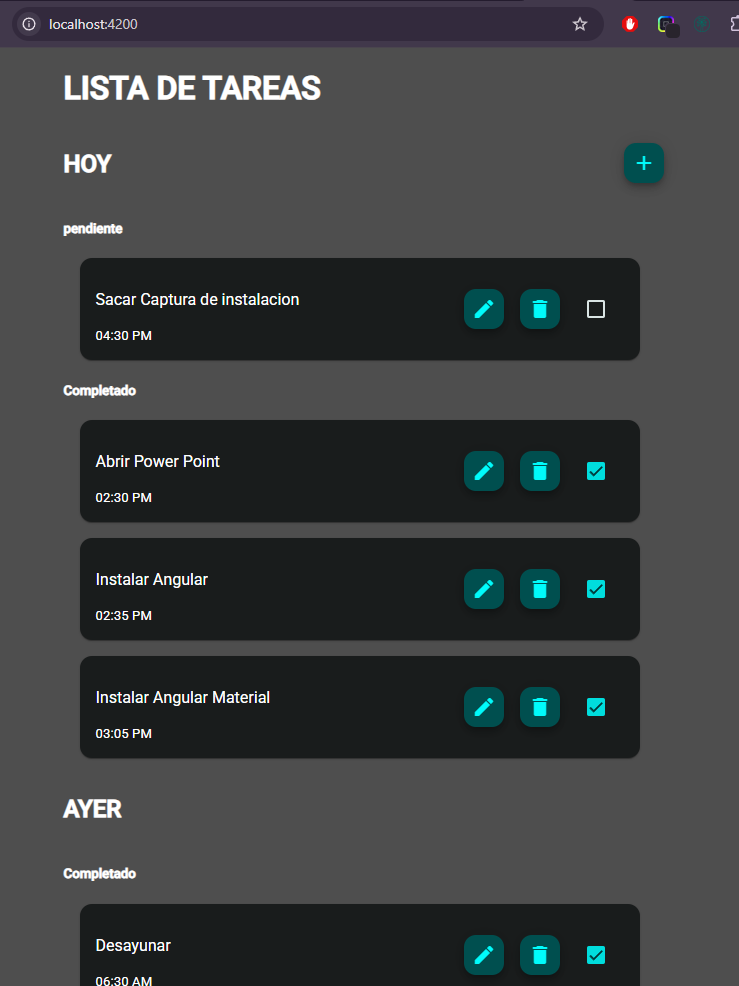 localhost:4200
LISTA DE TAREAS
HOY
+
pendiente
Sacar Captura de instalacion
04:30 PM
Completado
Abrir Power Point
02:30 PM
Instalar Angular
02:35 PM
Instalar Angular Material
03:05 PM
AYER
Completado
Desayunar
06:30 AM